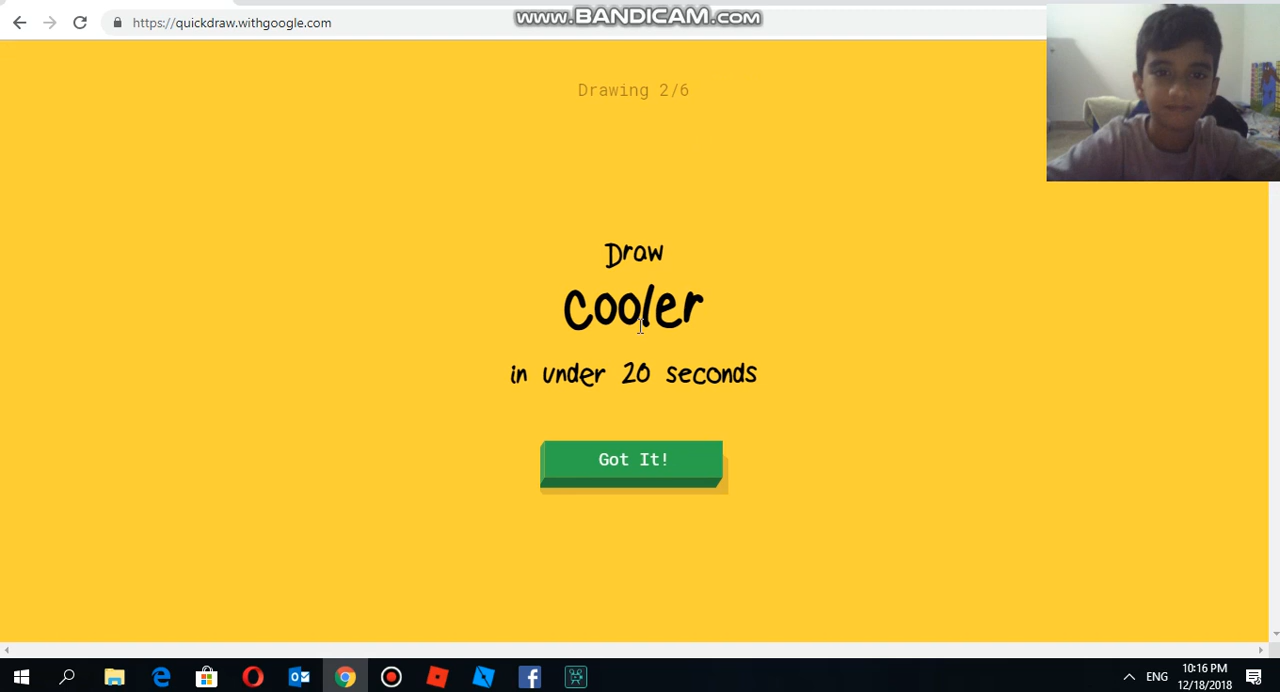 https://quickdraw.withgoogle.com
www.BANDICAM.com
Drawing 2/6
Draw
cooler
in under 20 seconds
Got It!
ENG
10:16 PM
12/18/2018